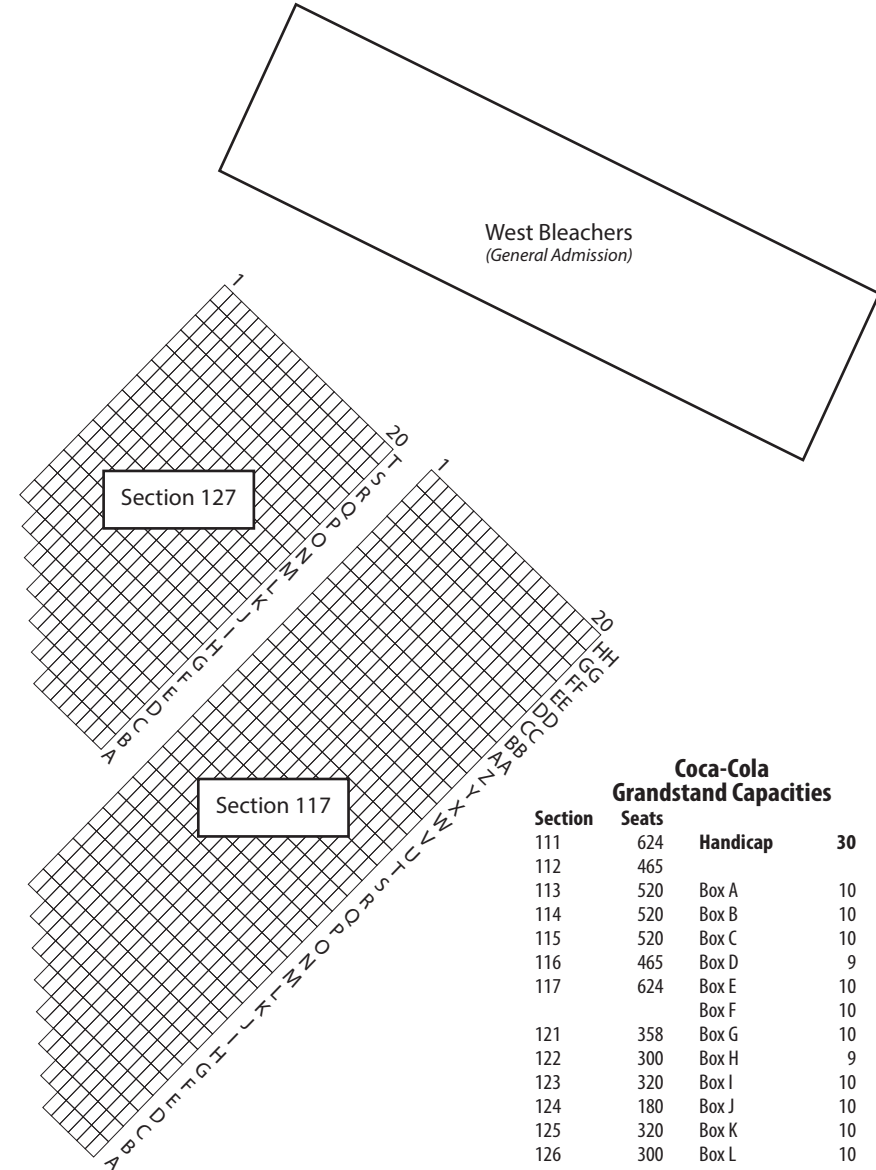 West Bleachers
(General Admission)
1
20
T
S
R
Q
P
O
N
M
L
K
J
I
H
G
F
E
D
C
B
A
Section 127
1
20
HH
GG
FF
EE
DD
CC
BB
AA
Z
Y
X
W
V
U
T
S
R
Q
P
O
N
M
L
K
J
I
H
G
F
E
D
C
B
A
Section 117
Coca-Cola
Grandstand Capacities
Section Seats
111 624 Handicap 30
112 465
113 520 Box A 10
114 520 Box B 10
115 520 Box C 10
116 465 Box D 9
117 624 Box E 10
Box F 10
121 358 Box G 10
122 300 Box H 9
123 320 Box I 10
124 180 Box J 10
125 320 Box K 10
126 300 Box L 10